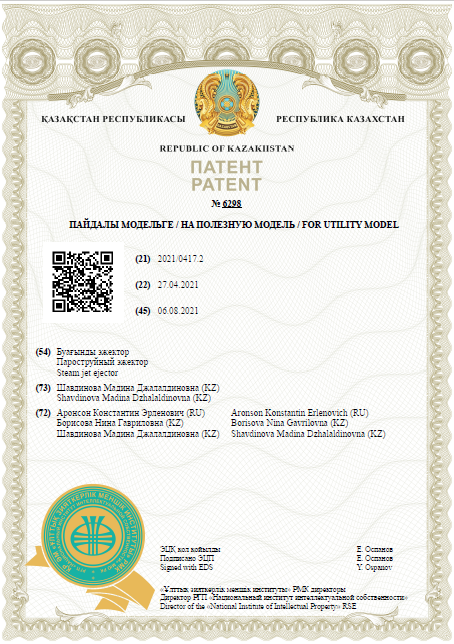 ҚАЗАҚСТАН РЕСПУБЛИКАСЫ
РЕСПУБЛИКА КАЗАХСТАН
REPUBLIC OF KAZAKHSTAN
ПАТЕНТ
PATENT
№ 6298
ПАЙДАЛЫ МОДЕЛЬГЕ / НА ПОЛЕЗНУЮ МОДЕЛЬ / FOR UTILITY MODEL
(21) 2021/0417.2
(22) 27.04.2021
(45) 06.08.2021
(54) Буағынды эжектор
Пароструйный эжектор
Steam jet ejector
(73) Шавдинова Мадина Джалалдиновна (KZ)
Shavdinova Madina Dzhalaldinovna (KZ)
(72) Аронсон Константин Эрленович (RU) Aronson Konstantin Erlenovich (RU)
Борисова Нина Гавриловна (KZ) Borisova Nina Gavrilovna (KZ)
Шавдинова Мадина Джалалдиновна (KZ) Shavdinova Madina Dzhalaldinovna (KZ)
ЭЦҚ қол қойылды Е. Оспанов
Подписано ЭЦП Е. Оспанов
Signed with EDS Y. Ospanov
«Ұлттық зияткерлік меншік институты» РМК директоры
Директор РГП «Национальный институт интеллектуальной собственности»
Director of the «National Institute of Intellectual Property» RSE